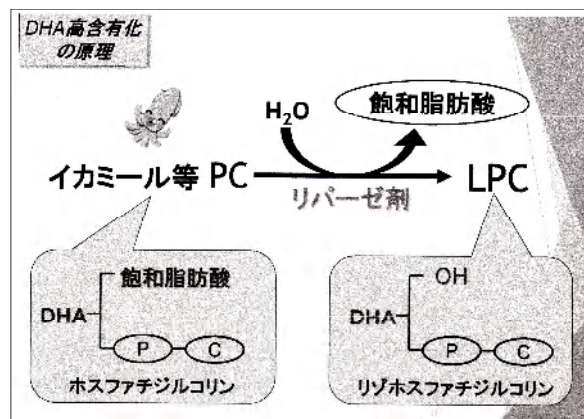 DHA高含有化
の原理
H₂O
飽和脂肪酸
イカミール等 PC
LPC
リパーゼ剤
飽和脂肪酸
DHA
P
C
ホスファチジルコリン
OH
DHA
P
C
リゾホスファチジルコリン